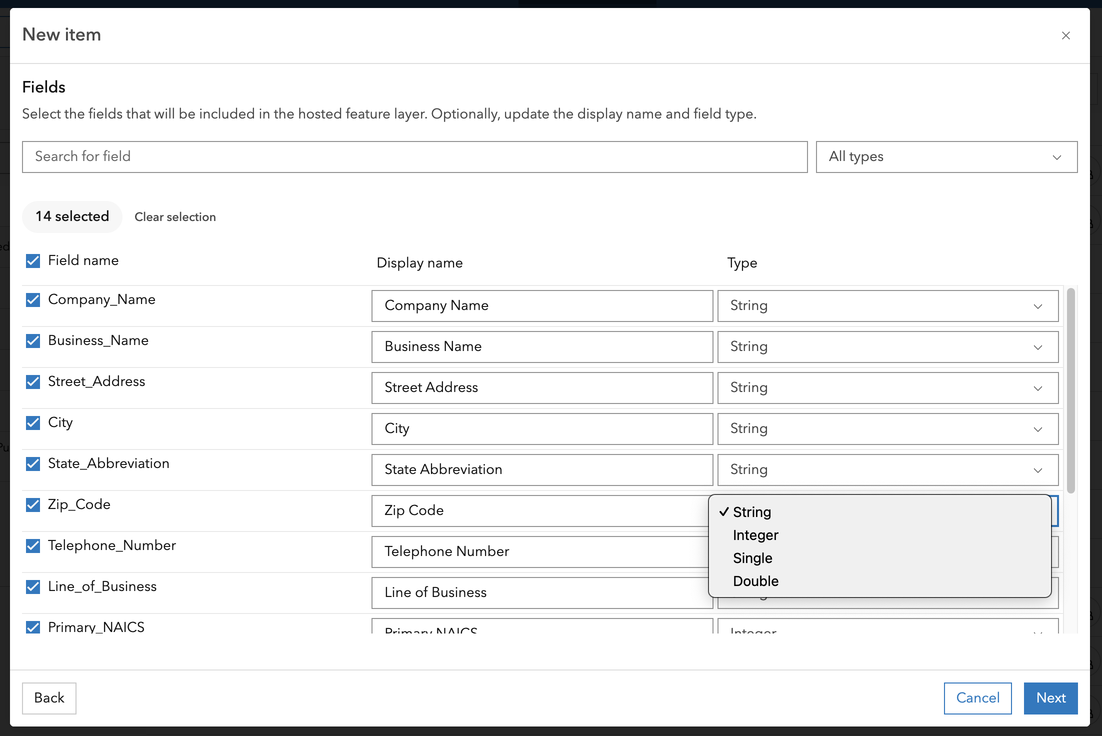 New item
Fields
Select the fields that will be included in the hosted feature layer. Optionally, update the display name and field type.
Search for field
All types
14 selected
Clear selection
Field name
Display name
Type
Company_Name
Company Name
String
Business_Name
Business Name
String
Street_Address
Street Address
String
City
City
String
State_Abbreviation
State Abbreviation
String
Zip_Code
Zip Code
✓ String
Integer
Single
Double
Telephone_Number
Telephone Number
Line_of_Business
Line of Business
Primary_NAICS
Primary NAICS
Integer
Back
Cancel
Next